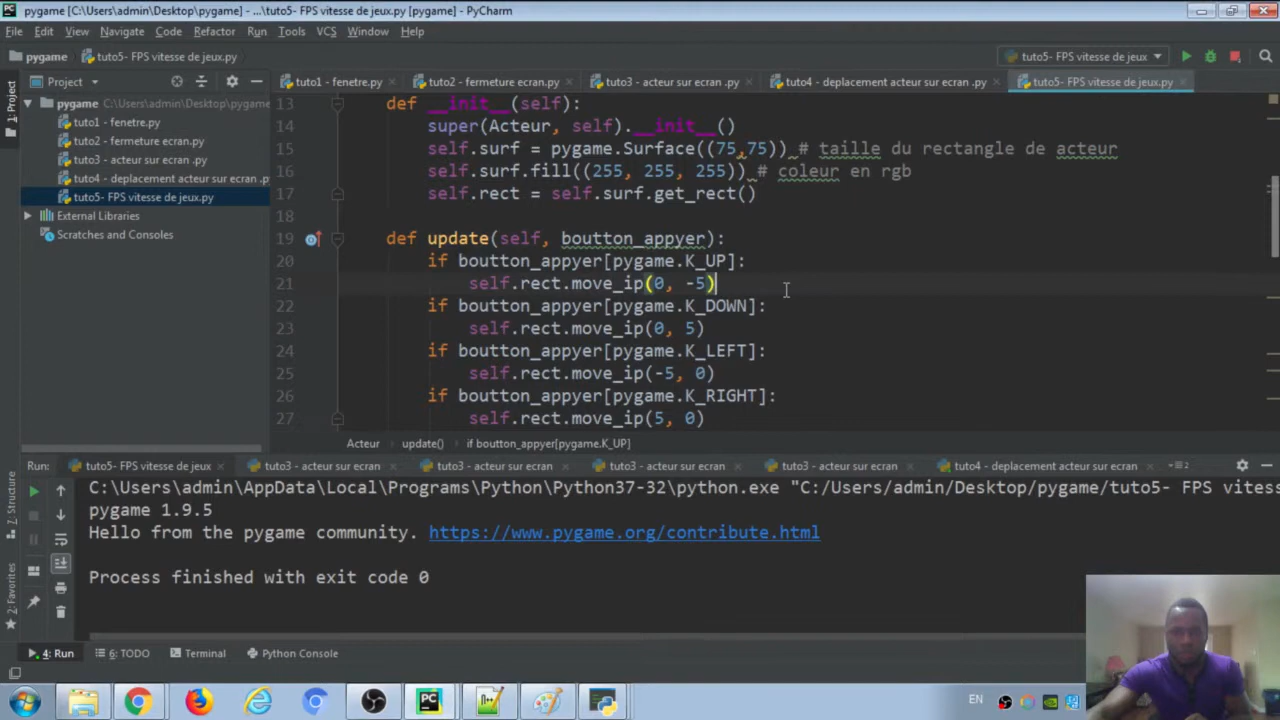 pygame [C:\Users\admin\Desktop\pygame] - ...\tuto5- FPS vitesse de jeux.py [pygame] - PyCharm
File Edit View Navigate Code Refactor Run Tools VCS Window Help
pygame tuto5- FPS vitesse de jeux.py tuto5- FPS vitesse de jeux
1: Project
Project
tuto1 - fenetre.py tuto2 - fermeture ecran.py tuto3 - acteur sur ecran .py tuto4 - deplacement acteur sur ecran .py tuto5- FPS vitesse de jeux.py
pygame C:\Users\admin\Desktop\pygame
tuto1 - fenetre.py
tuto2 - fermeture ecran.py
tuto3 - acteur sur ecran .py
tuto4 - deplacement acteur sur ecran .p
tuto5- FPS vitesse de jeux.py
External Libraries
Scratches and Consoles
13 def __init__(self):
14 super(Acteur, self).__init__()
15 self.surf = pygame.Surface((75,75)) # taille du rectangle de acteur
16 self.surf.fill((255, 255, 255)) # coleur en rgb
17 self.rect = self.surf.get_rect()
18
19 def update(self, boutton_appyer):
20 if boutton_appyer[pygame.K_UP]:
21 self.rect.move_ip(0, -5)
22 if boutton_appyer[pygame.K_DOWN]:
23 self.rect.move_ip(0, 5)
24 if boutton_appyer[pygame.K_LEFT]:
25 self.rect.move_ip(-5, 0)
26 if boutton_appyer[pygame.K_RIGHT]:
27 self.rect.move_ip(5, 0)
Acteur update() if boutton_appyer[pygame.K_UP]
Run: tuto5- FPS vitesse de jeux tuto3 - acteur sur ecran tuto3 - acteur sur ecran tuto3 - acteur sur ecran tuto3 - acteur sur ecran tuto4 - deplacement acteur sur ecran 2
C:\Users\admin\AppData\Local\Programs\Python\Python37-32\python.exe "C:/Users/admin/Desktop/pygame/tuto5- FPS vitess
pygame 1.9.5
Hello from the pygame community. https://www.pygame.org/contribute.html
Process finished with exit code 0
7: Structure
2: Favorites
4: Run 6: TODO Terminal Python Console
EN